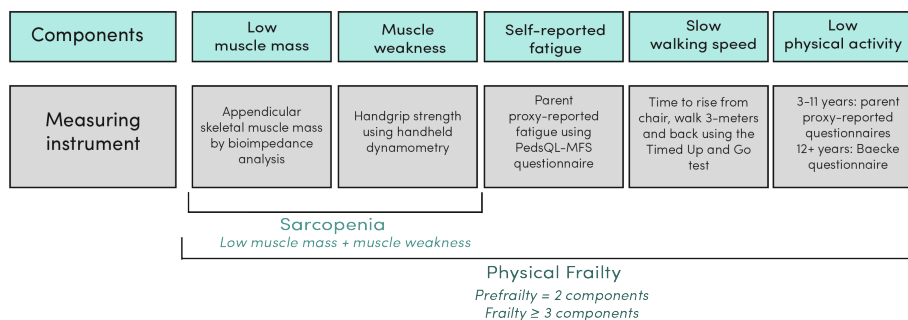 Components
Low
muscle mass
Muscle
weakness
Self-reported
fatigue
Slow
walking speed
Low
physical activity
Measuring
instrument
Appendicular
skeletal muscle mass
by bioimpedance
analysis
Handgrip strength
using handheld
dynamometry
Parent
proxy-reported
fatigue using
PedsQL-MFS
questionnaire
Time to rise from
chair, walk 3-meters
and back using the
Timed Up and Go
test
3-11 years: parent
proxy-reported
questionnaires
12+ years: Baecke
questionnaire
Sarcopenia
Low muscle mass + muscle weakness
Physical Frailty
Prefrailty = 2 components
Frailty ≥ 3 components